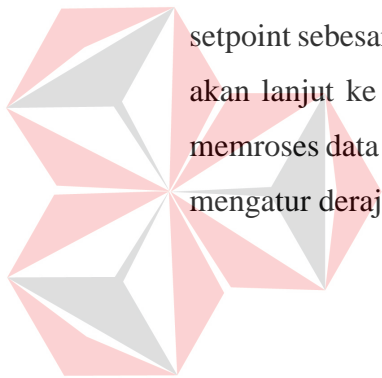 setpoint sebesar
akan lanjut ke
memroses data
mengatur deraj